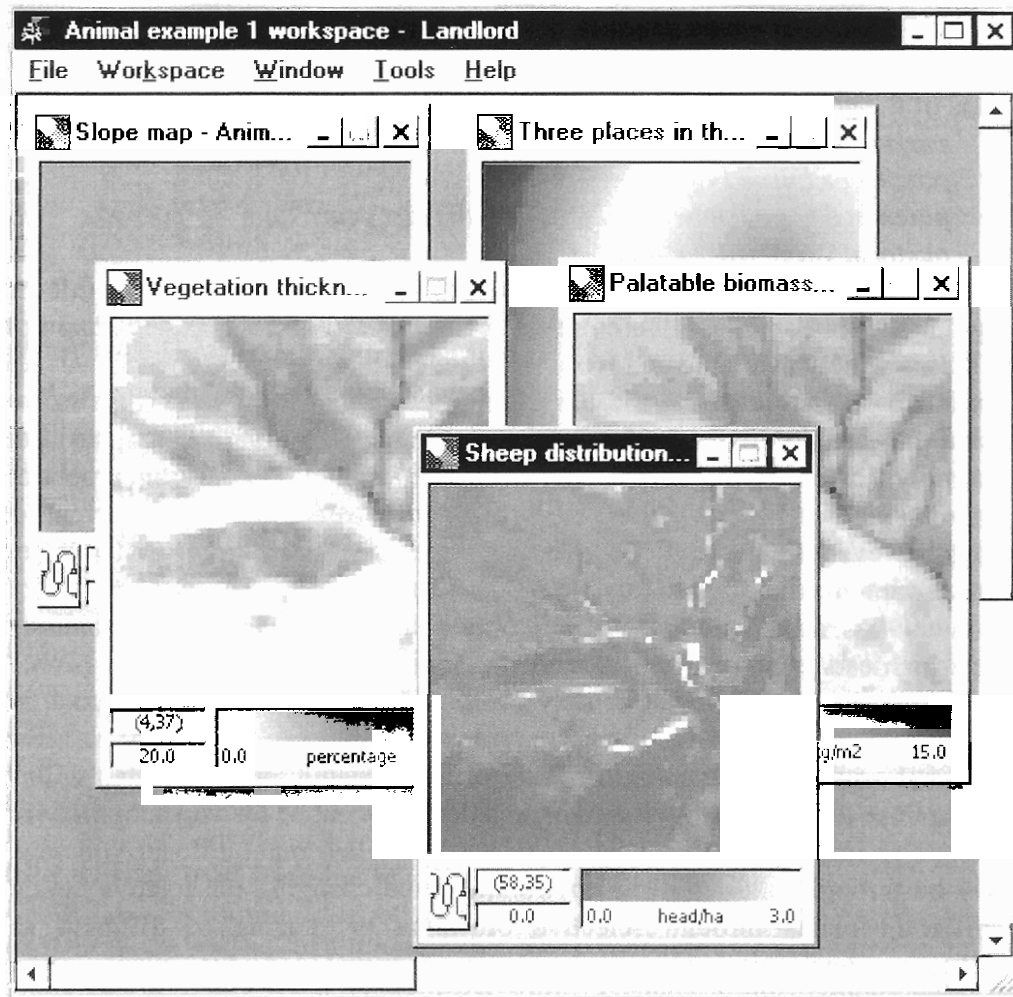 Animal example 1 workspace - Landlord
File Workspace Window Tools Help
Slope map - Anim...
Three places in th...
Vegetation thickn...
Palatable biomass...
Sheep distribution...
(4,37)
20.0
0.0 percentage
g/m2 15.0
(58,35)
0.0
0.0 head/ha 3.0